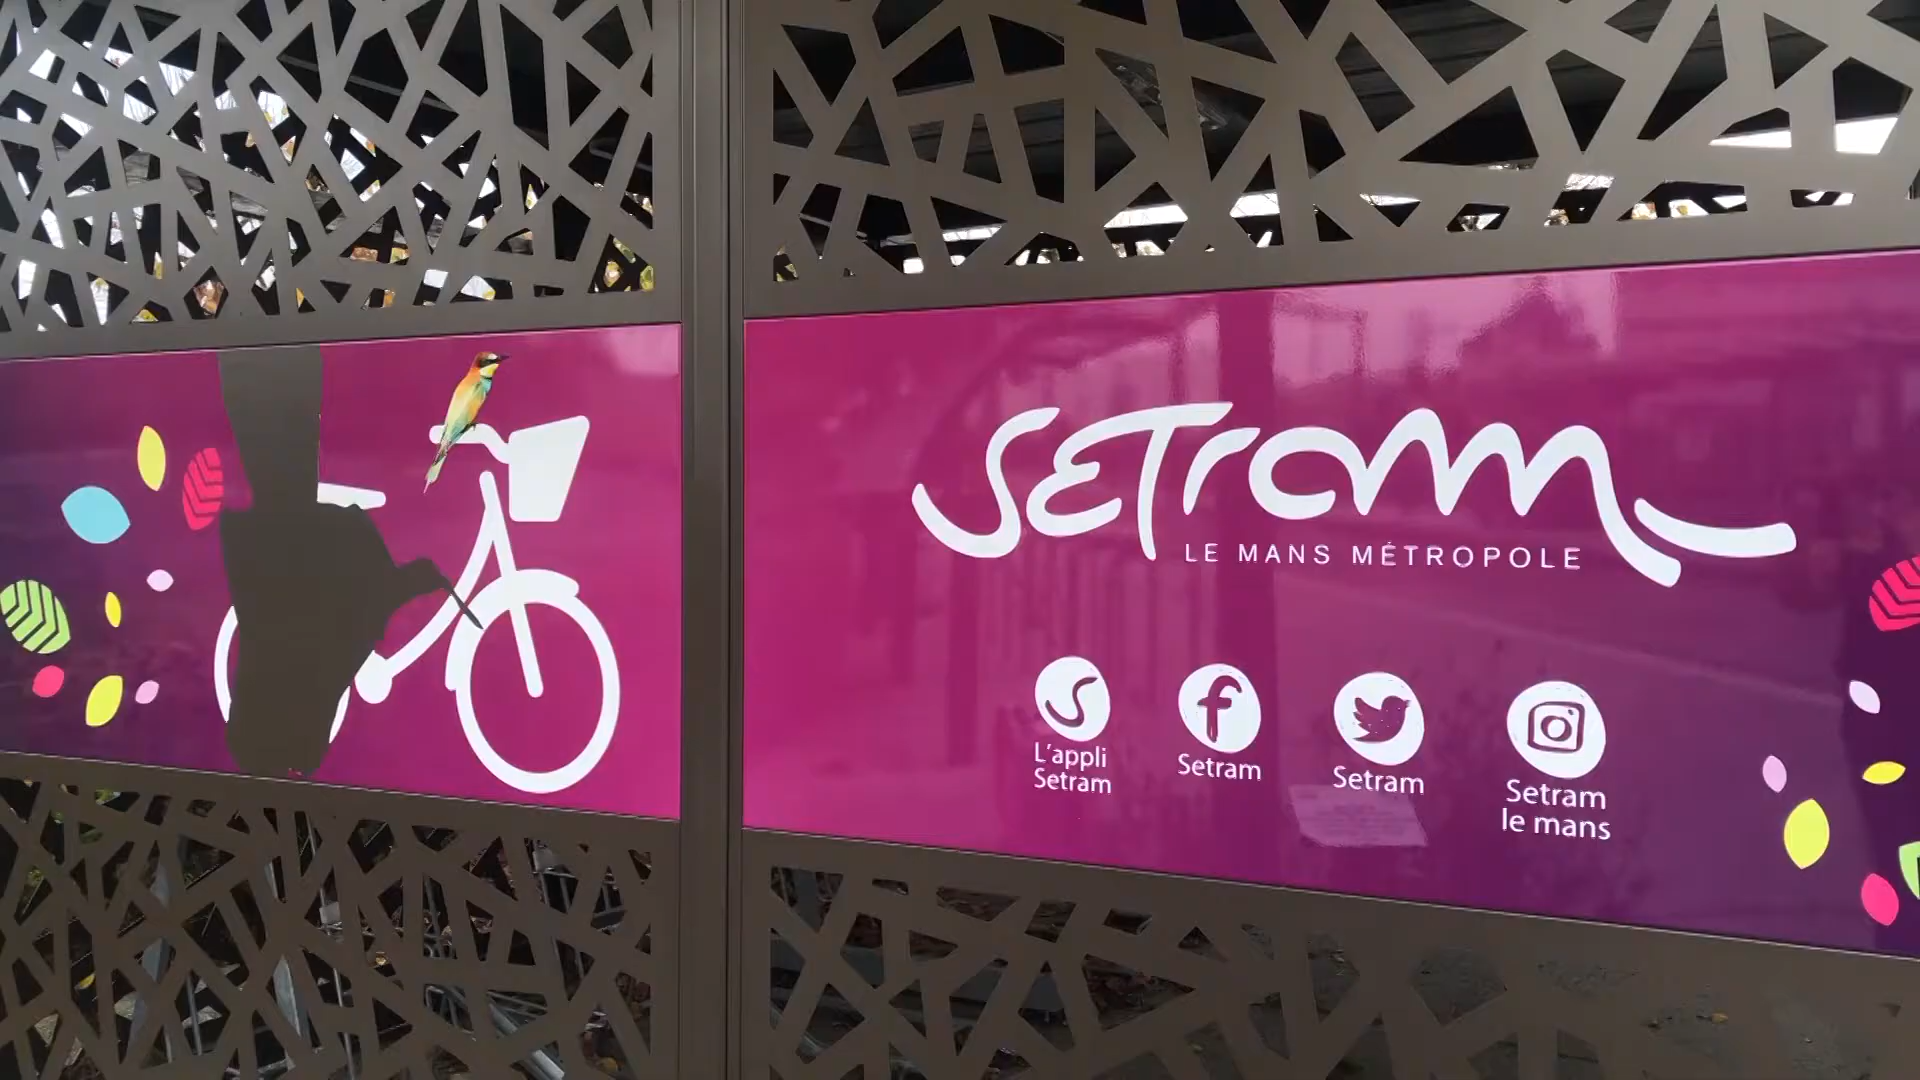 SETram
LE MANS MÉTROPOLE
L'appli
Setram
Setram
Setram
Setram
le mans